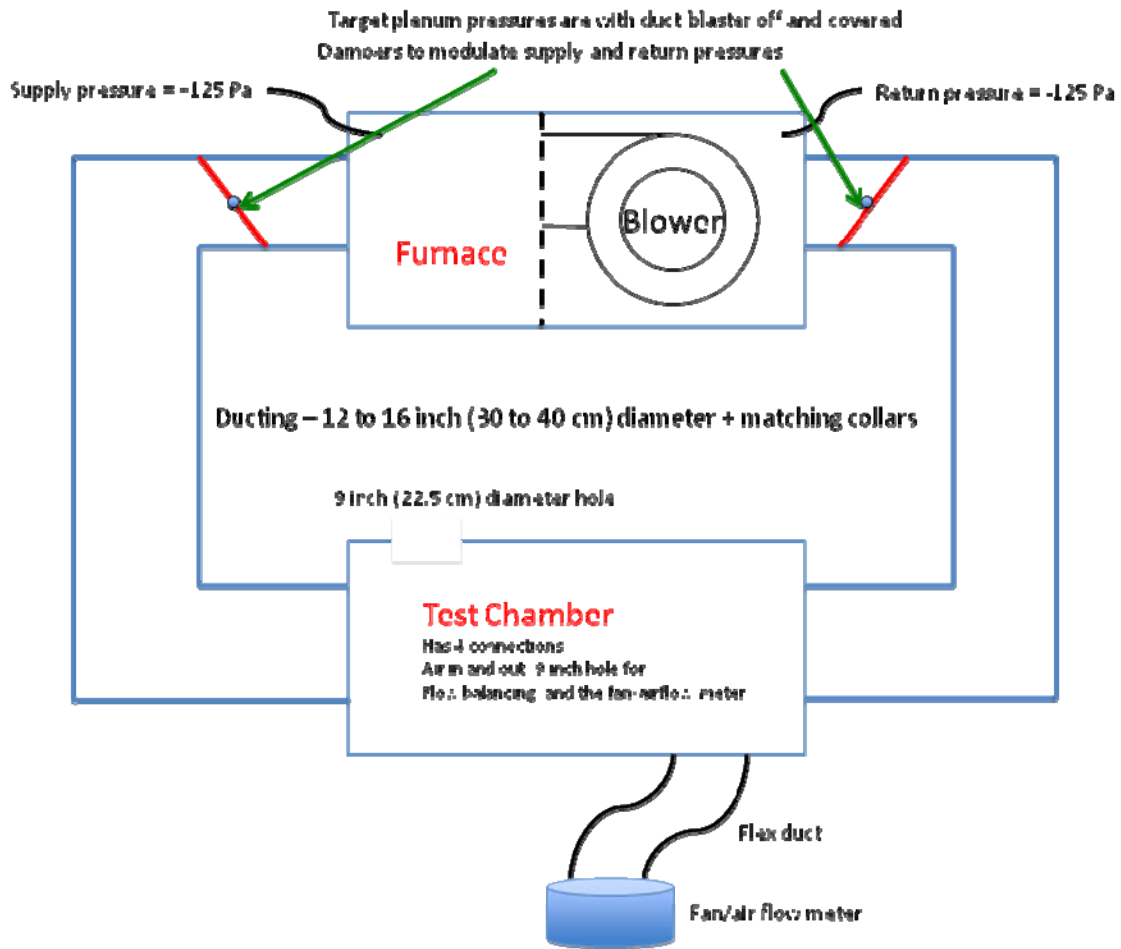 Target plenum pressures are with duct blaster off and covered
Dampers to modulate supply and return pressures
Supply pressure = -125 Pa
Return pressure = -125 Pa
Blower
Furnace
Ducting – 12 to 16 inch (30 to 40 cm) diameter + matching collars
9 inch (22.5 cm) diameter hole
Test Chamber
Has 4 connections
Air in and out 9 inch hole for
Flow balancing and the fan-airflow meter
Flex duct
Fan/air flow meter